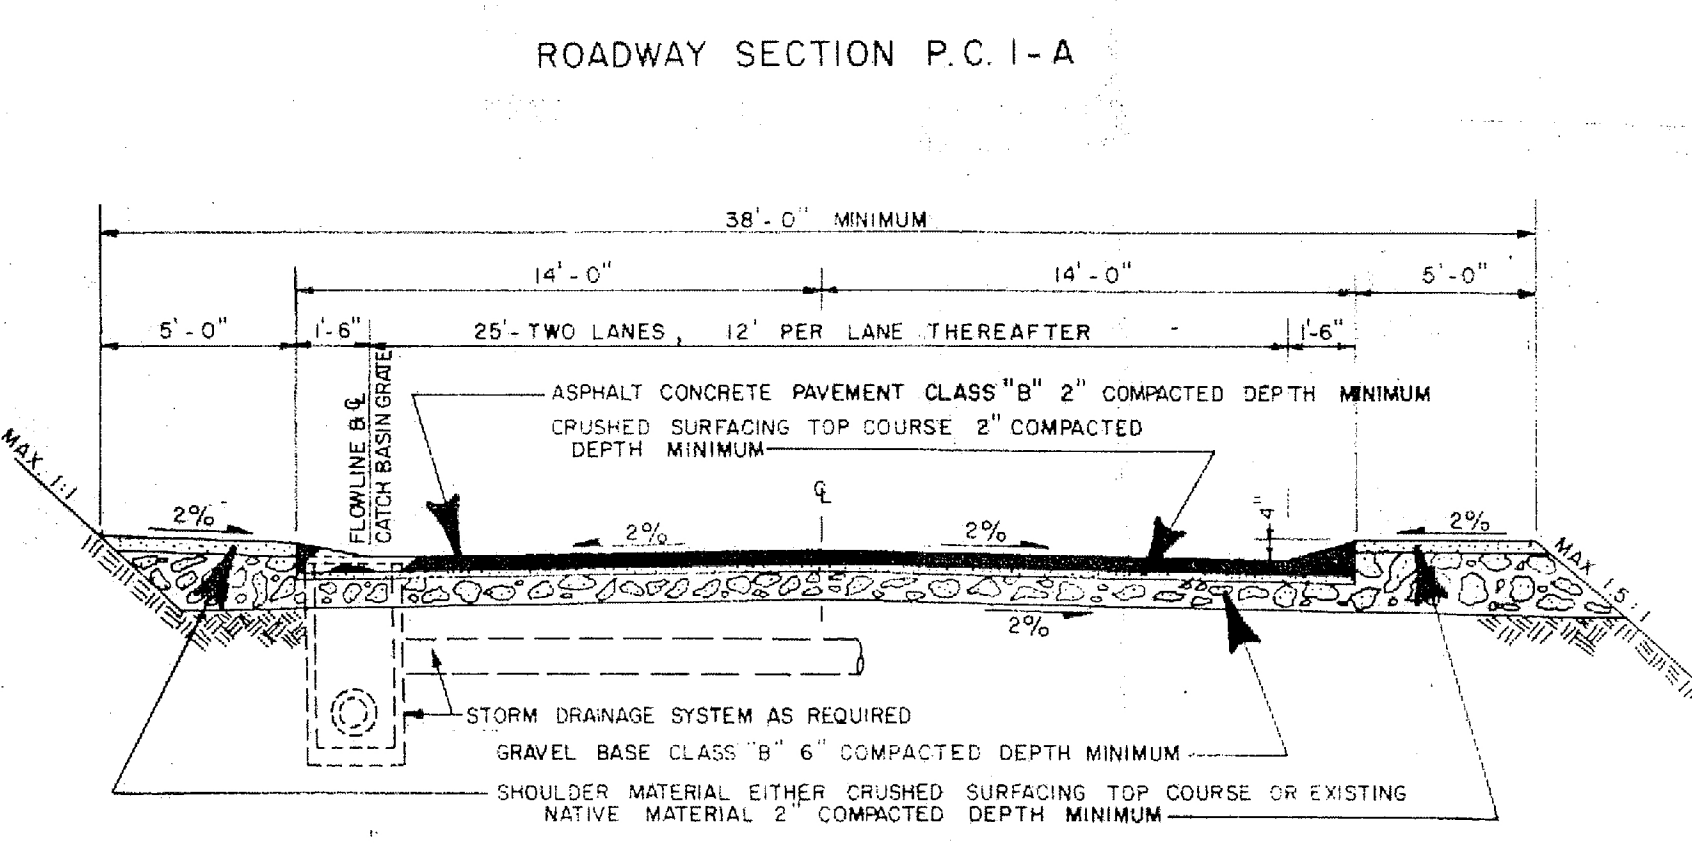 ROADWAY SECTION P.C. 1-A
38'-0" MINIMUM
14'-0"
14'-0"
5'-0"
5'-0"
1'-6"
25'-TWO LANES, 12' PER LANE THEREAFTER
1'-6"
ASPHALT CONCRETE PAVEMENT CLASS "B" 2" COMPACTED DEPTH MINIMUM
CRUSHED SURFACING TOP COURSE 2" COMPACTED
DEPTH MINIMUM
FLOWLINE & ℄
CATCH BASIN GRATE
MAX. 1:1
℄
4"
2%
2%
2%
2%
MAX 1.5:1
2%
STORM DRAINAGE SYSTEM AS REQUIRED
GRAVEL BASE CLASS "B" 6" COMPACTED DEPTH MINIMUM
SHOULDER MATERIAL EITHER CRUSHED SURFACING TOP COURSE OR EXISTING
NATIVE MATERIAL 2" COMPACTED DEPTH MINIMUM